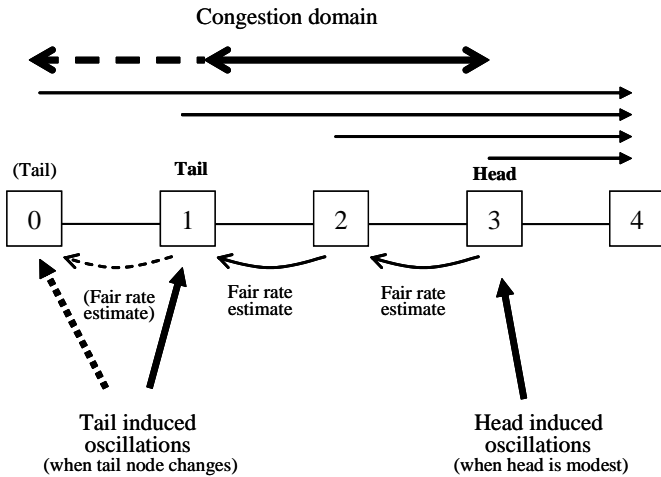 Congestion domain
(Tail)
Tail
Head
0
1
2
3
4
(Fair rate
estimate)
Fair rate
estimate
Fair rate
estimate
Tail induced
oscillations
(when tail node changes)
Head induced
oscillations
(when head is modest)